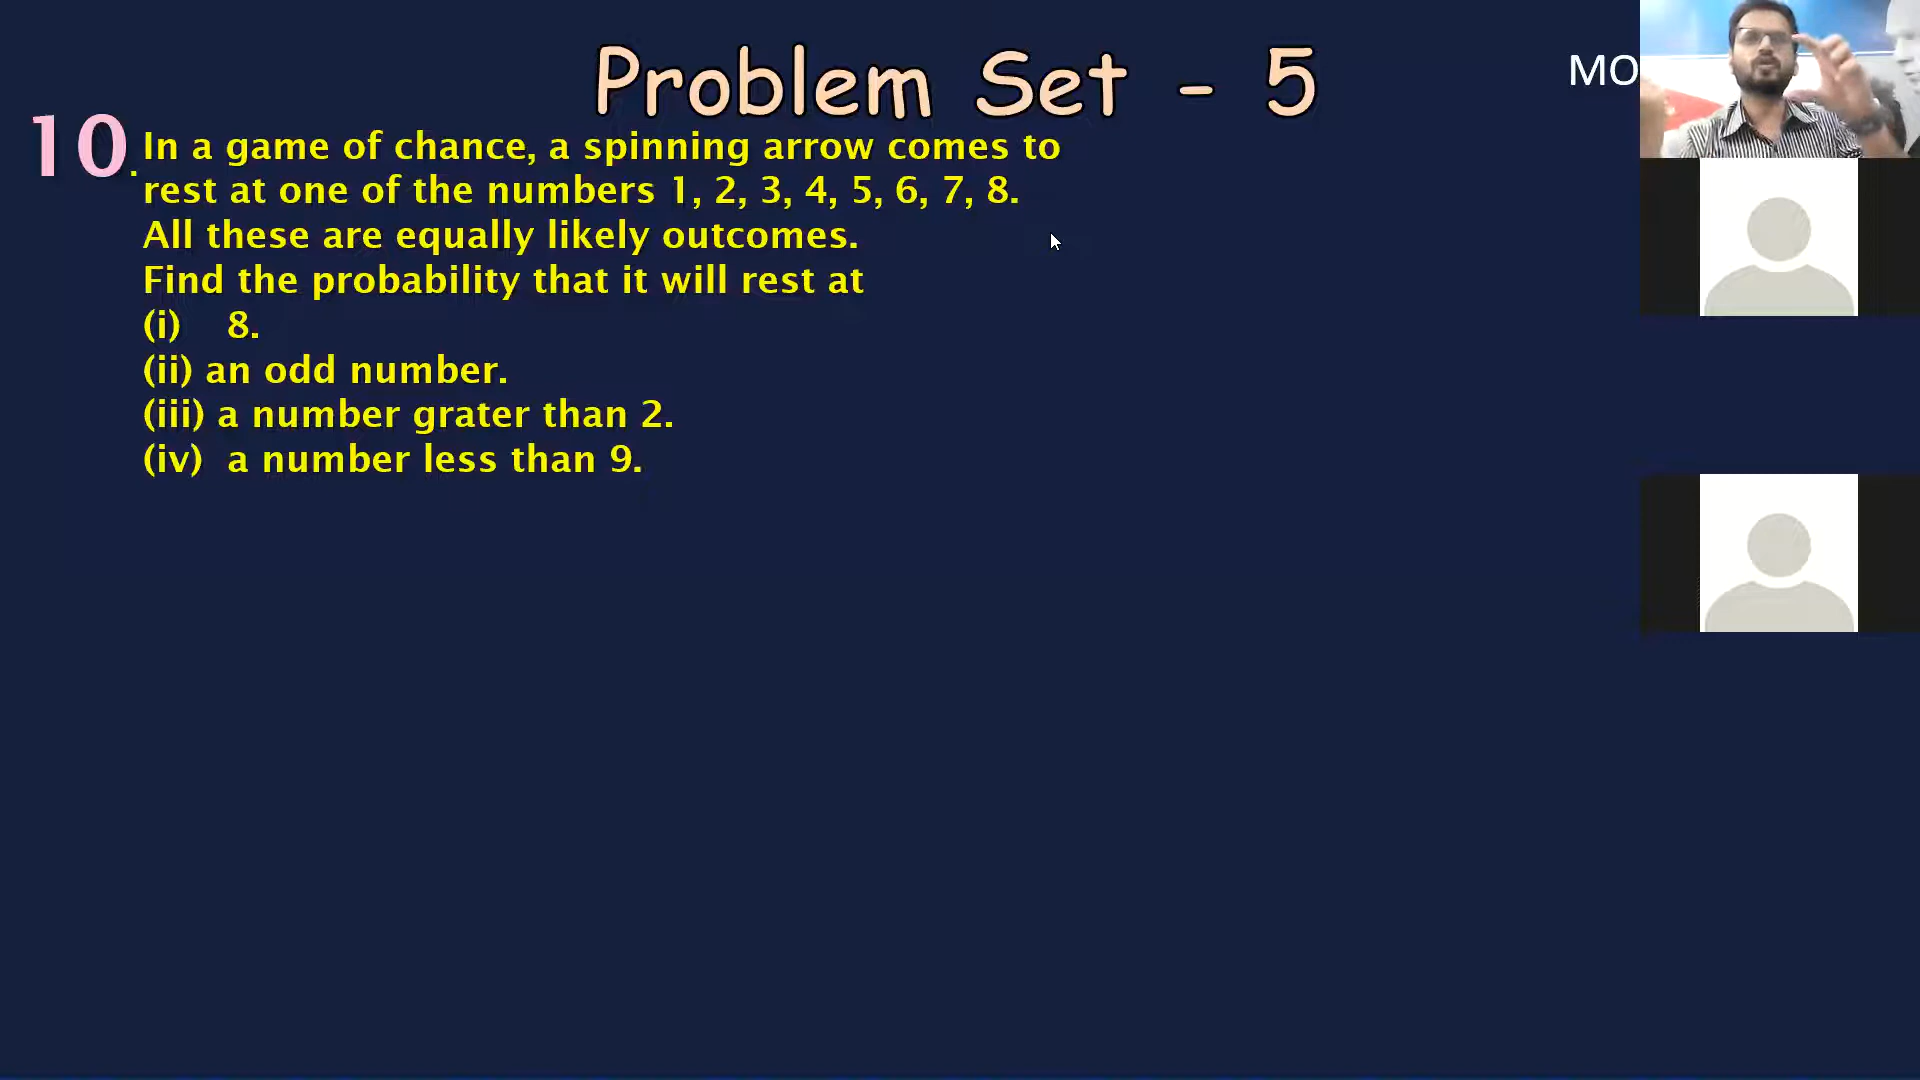 Problem Set - 5
MO
10. In a game of chance, a spinning arrow comes to
rest at one of the numbers 1, 2, 3, 4, 5, 6, 7, 8.
All these are equally likely outcomes.
Find the probability that it will rest at
(i) 8.
(ii) an odd number.
(iii) a number grater than 2.
(iv) a number less than 9.